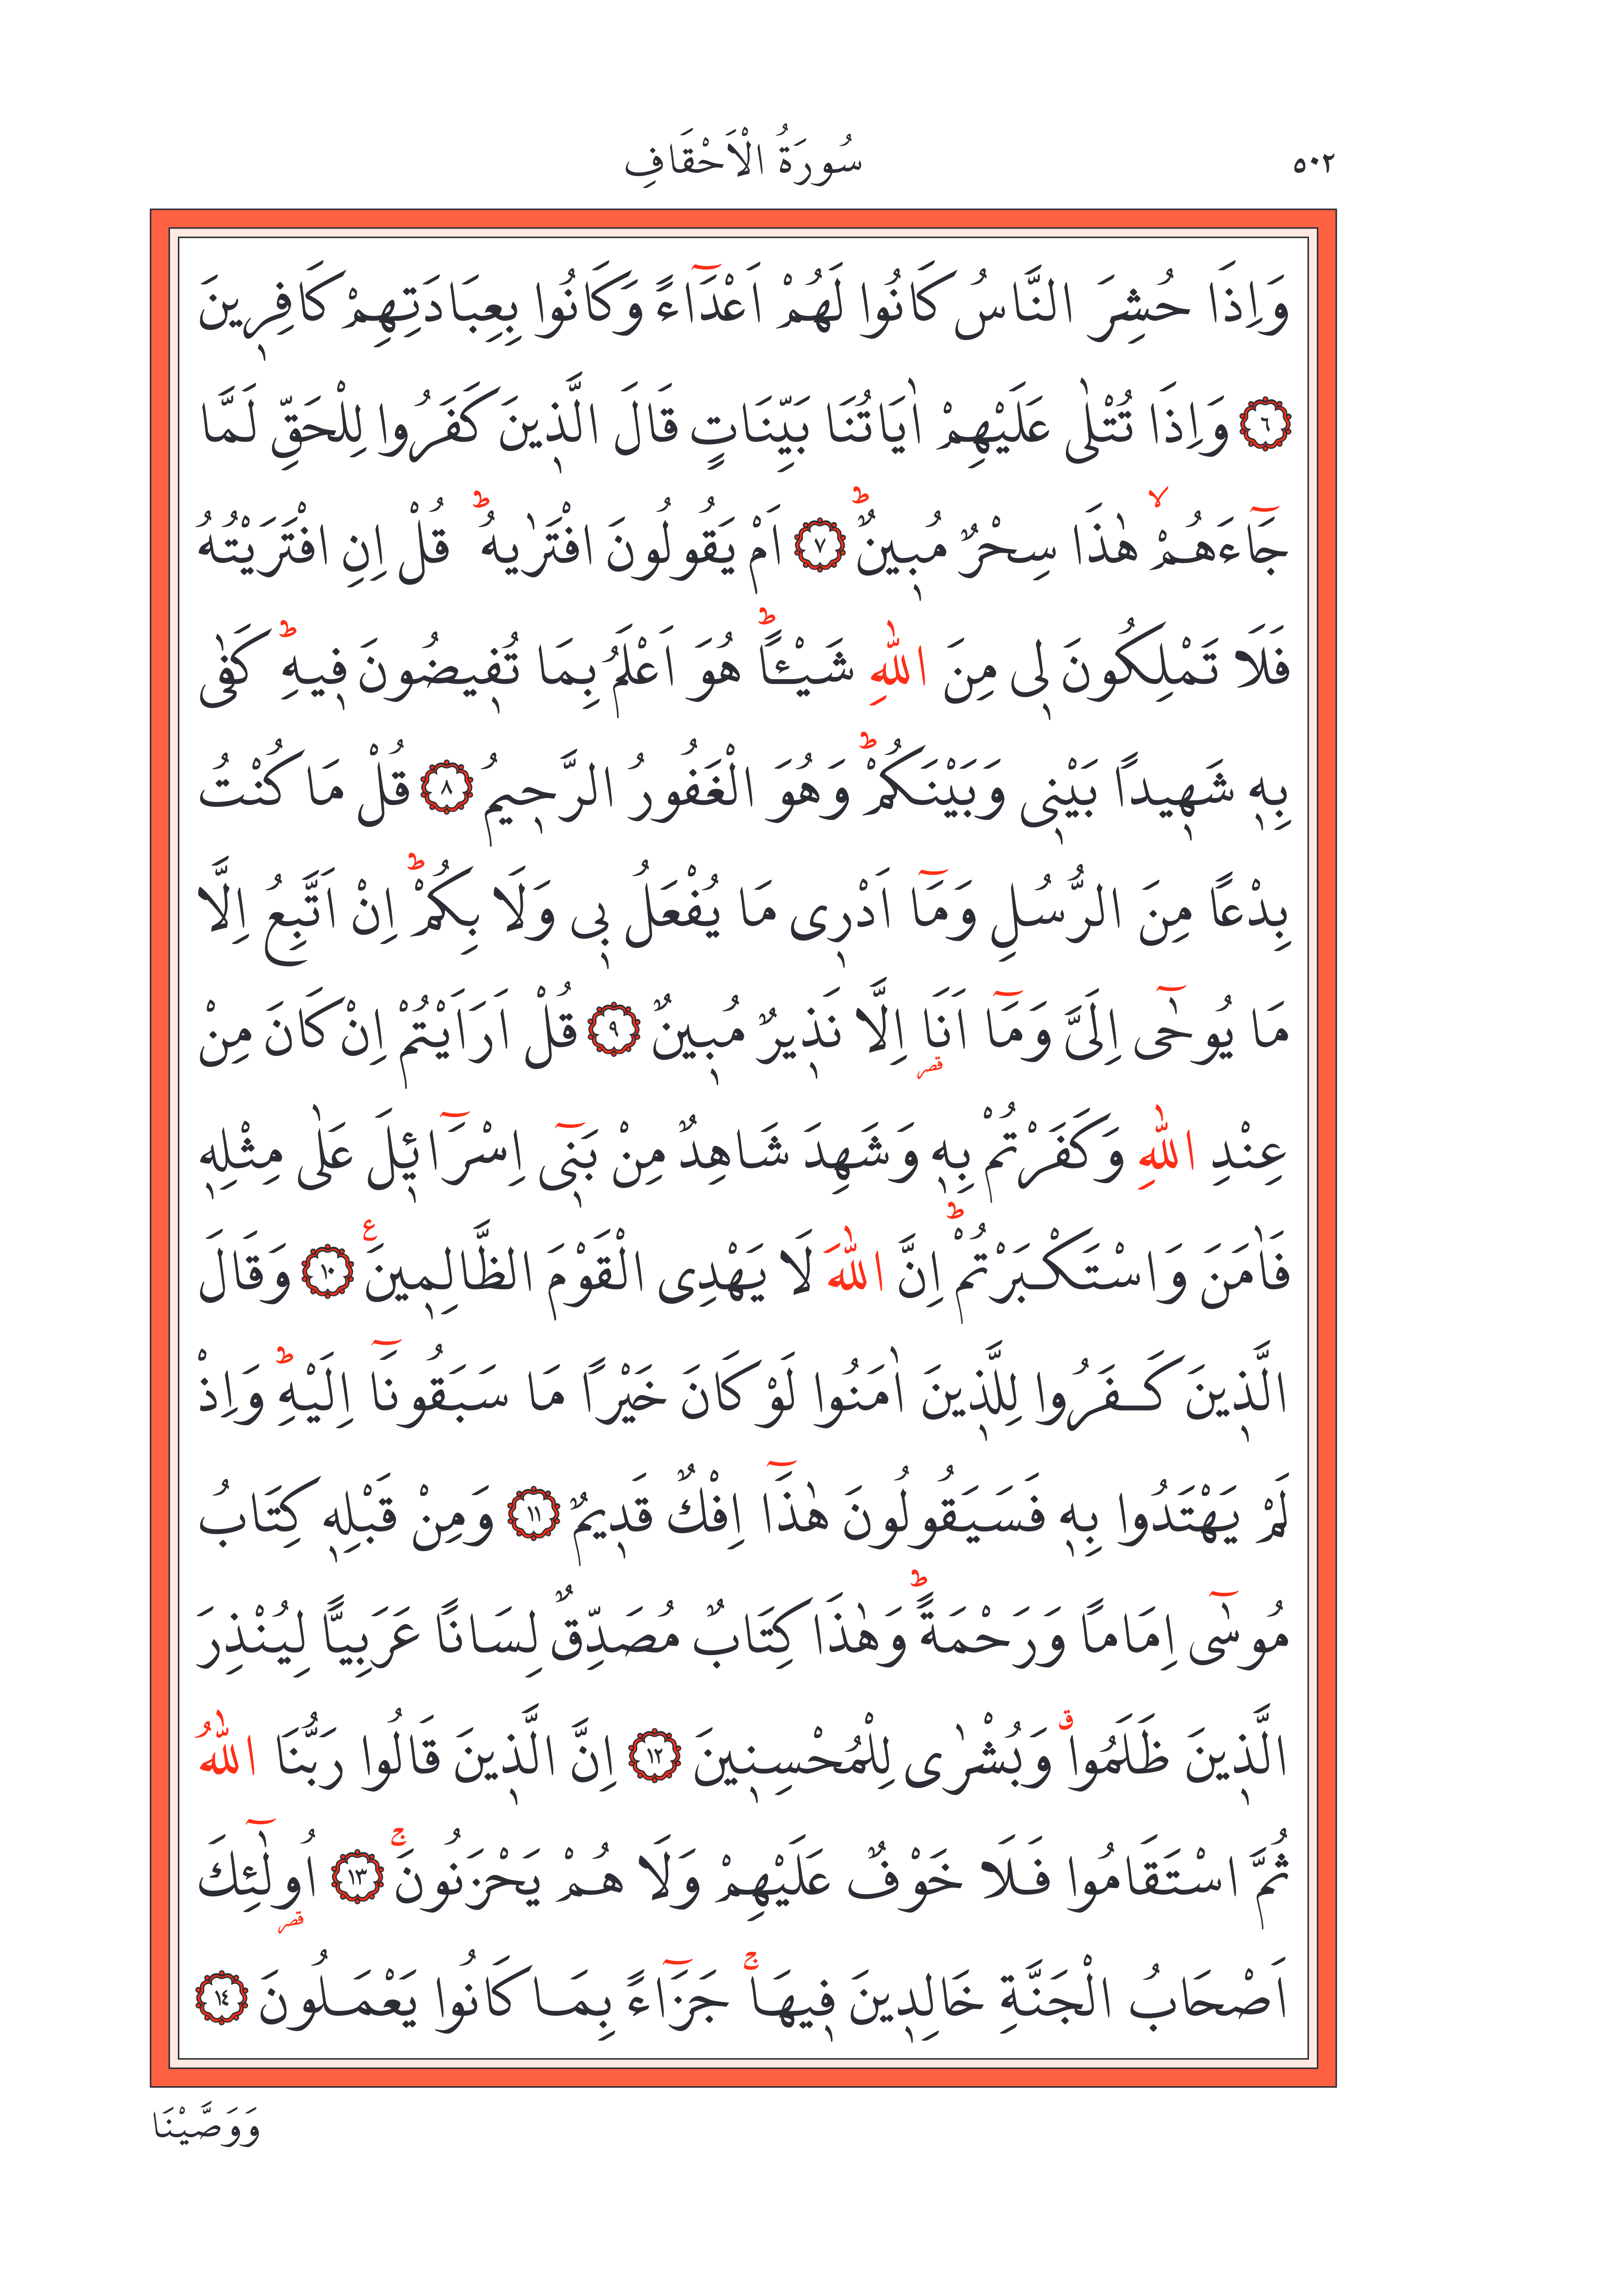 ٥٠٢
سُورَةُ الْاَحْقَافِ
وَاِذَا حُشِرَ النَّاسُ كَانُوا لَهُمْ اَعْدَٓاءً وَكَانُوا بِعِبَادَتِهِمْ كَافِر۪ينَ
﴿٦﴾ وَاِذَا تُتْلٰى عَلَيْهِمْ اٰيَاتُنَا بَيِّنَاتٍ قَالَ الَّذ۪ينَ كَفَرُوا لِلْحَقِّ لَمَّا
جَٓاءَهُمْۙ هٰذَا سِحْرٌ مُب۪ينٌۜ ﴿٧﴾ اَمْ يَقُولُونَ افْتَرٰيهُۜ قُلْ اِنِ افْتَرَيْتُهُ
فَلَا تَمْلِكُونَ ل۪ى مِنَ اللّٰهِ شَيْـًٔاۜ هُوَ اَعْلَمُ بِمَا تُف۪يضُونَ ف۪يهِۜ كَفٰى
بِه۪ شَه۪يدًا بَيْن۪ى وَبَيْنَكُمْۜ وَهُوَ الْغَفُورُ الرَّح۪يمُ ﴿٨﴾ قُلْ مَا كُنْتُ
بِدْعًا مِنَ الرُّسُلِ وَمَٓا اَدْر۪ى مَا يُفْعَلُ ب۪ى وَلَا بِكُمْۜ اِنْ اَتَّبِعُ اِلَّا
مَا يُوحٰٓى اِلَىَّ وَمَٓا اَنَا۬ اِلَّا نَذ۪يرٌ مُب۪ينٌ ﴿٩﴾ قُلْ اَرَاَيْتُمْ اِنْ كَانَ مِنْ
عِنْدِ اللّٰهِ وَكَفَرْتُمْ بِه۪ وَشَهِدَ شَاهِدٌ مِنْ بَن۪ٓى اِسْرَٓائ۪لَ عَلٰى مِثْلِه۪
فَاٰمَنَ وَاسْتَكْبَرْتُمْۜ اِنَّ اللّٰهَ لَا يَهْدِى الْقَوْمَ الظَّالِم۪ينَ۟ ﴿١٠﴾ وَقَالَ
الَّذ۪ينَ كَفَرُوا لِلَّذ۪ينَ اٰمَنُوا لَوْ كَانَ خَيْرًا مَا سَبَقُونَٓا اِلَيْهِۜ وَاِذْ
لَمْ يَهْتَدُوا بِه۪ فَسَيَقُولُونَ هٰذَٓا اِفْكٌ قَد۪يمٌ ﴿١١﴾ وَمِنْ قَبْلِه۪ كِتَابُ
مُوسٰٓى اِمَامًا وَرَحْمَةًۜ وَهٰذَا كِتَابٌ مُصَدِّقٌ لِسَانًا عَرَبِيًّا لِيُنْذِرَ
الَّذ۪ينَ ظَلَمُواۗ وَبُشْرٰى لِلْمُحْسِن۪ينَ ﴿١٢﴾ اِنَّ الَّذ۪ينَ قَالُوا رَبُّنَا اللّٰهُ
ثُمَّ اسْتَقَامُوا فَلَا خَوْفٌ عَلَيْهِمْ وَلَا هُمْ يَحْزَنُونَۚ ﴿١٣﴾ اُو۬لٰٓئِكَ
اَصْحَابُ الْجَنَّةِ خَالِد۪ينَ ف۪يهَاۚ جَزَٓاءً بِمَا كَانُوا يَعْمَلُونَ ﴿١٤﴾
وَوَصَّيْنَا